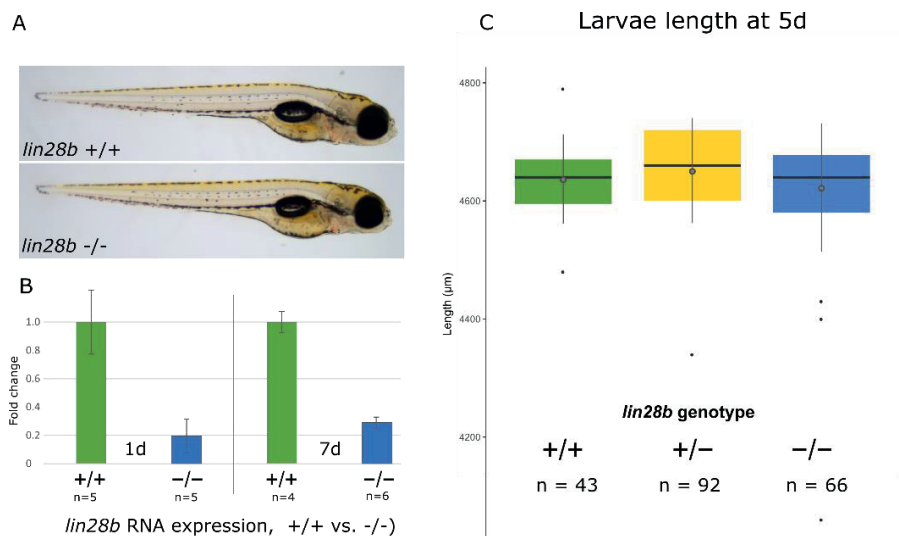 A
lin28b +/+
lin28b -/-
B
Fold change
1.0
0.8
0.6
0.4
0.2
0
1d
7d
+/+
−/−
+/+
−/−
n=5
n=5
n=4
n=6
lin28b RNA expression, +/+ vs. -/-)
C
Larvae length at 5d
Length (µm)
4800
4600
4400
4200
lin28b genotype
+/+
+/−
−/−
n = 43
n = 92
n = 66